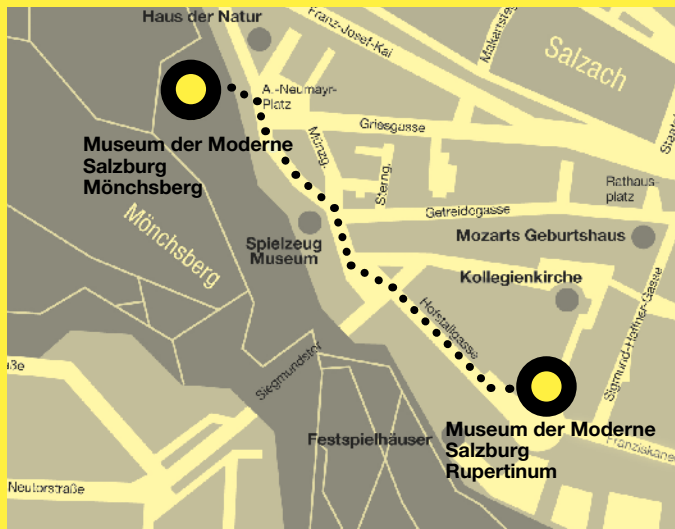 Haus der Natur
Franz-Josef-Kai
Makartsteg
Salzach
A.-Neumayr-
Platz
Griesgasse
Museum der Moderne
Salzburg
Mönchsberg
Münzg.
Sterng.
Mönchsberg
Getreidegasse
Rathaus-
platz
Spielzeug
Museum
Mozarts Geburtshaus
Kollegienkirche
Hofstallgasse
Sigmund-Haffner-Gasse
Siegmundstor
Museum der Moderne
Salzburg
Rupertinum
Festspielhäuser
Franziskane
Neutorstraße